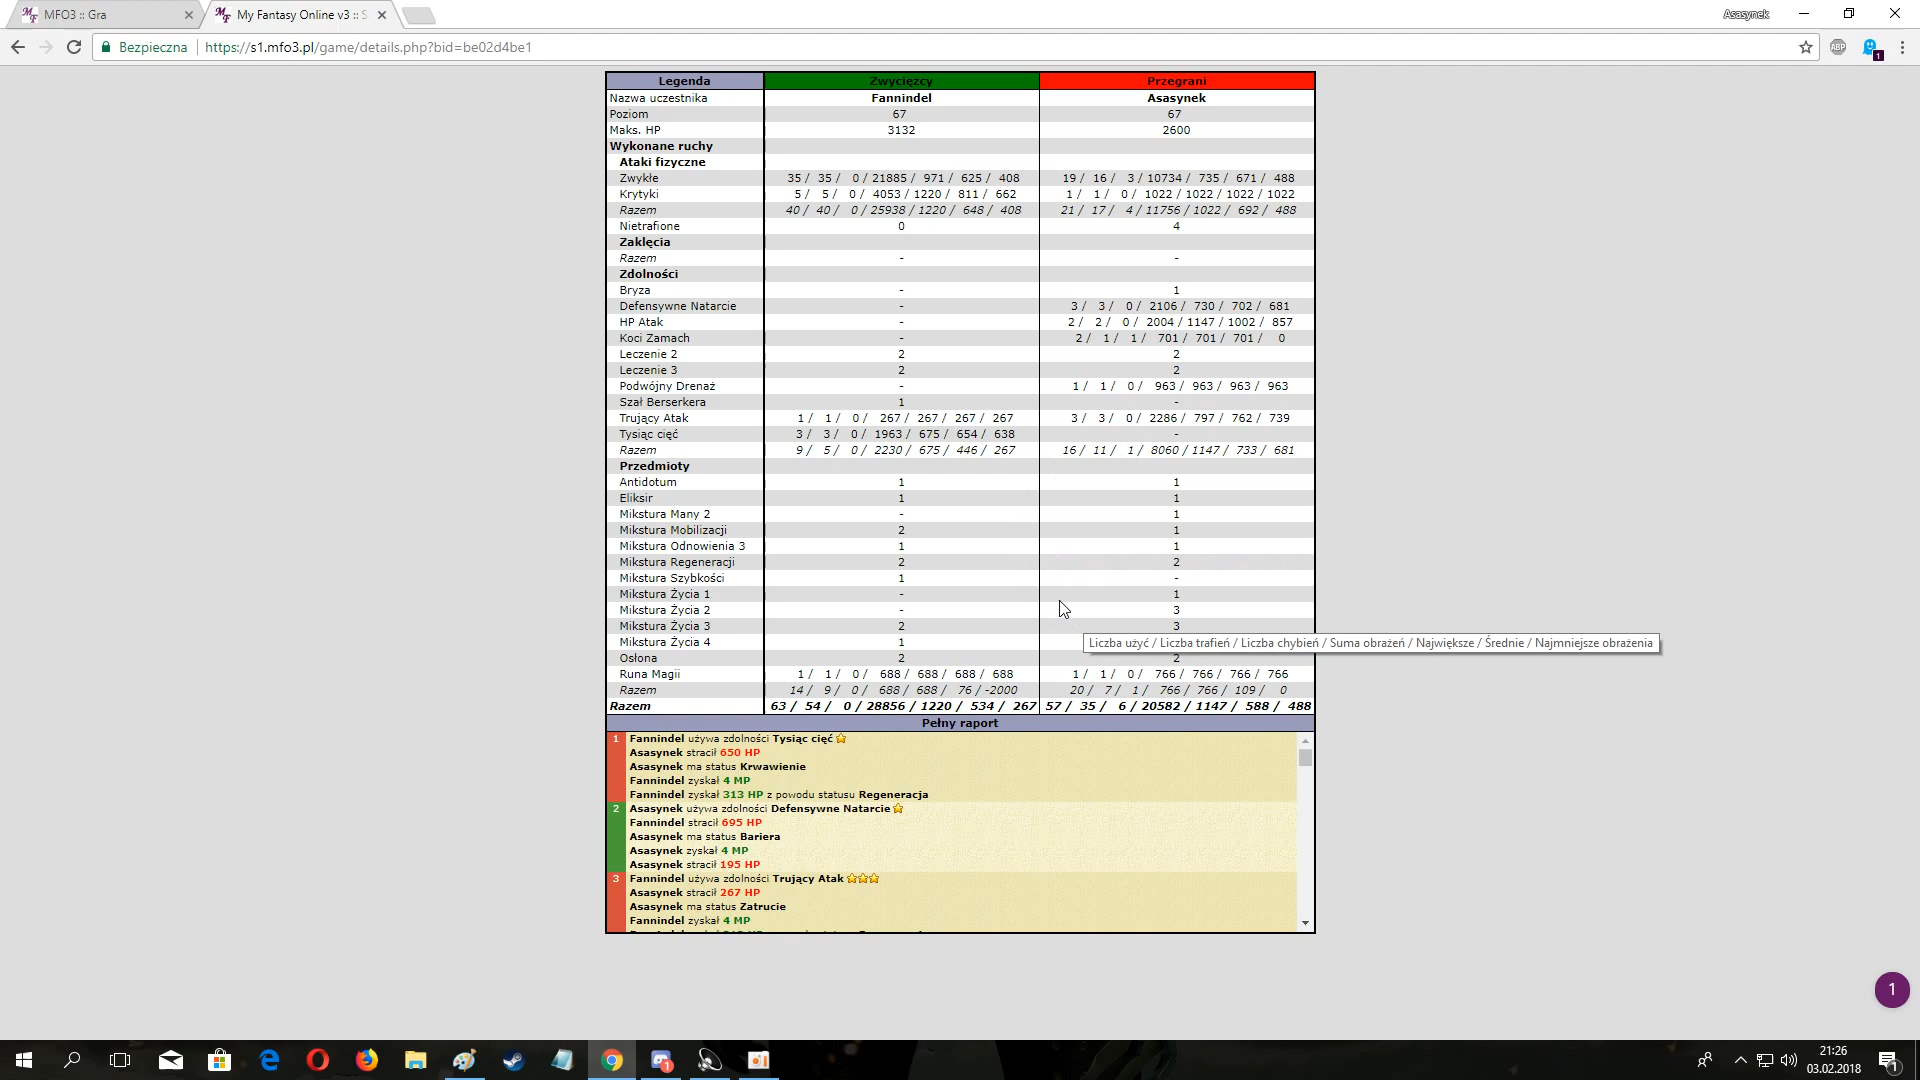 MFO3 :: Gra
My Fantasy Online v3 :: S
Asasynek
Bezpieczna
https://s1.mfo3.pl/game/details.php?bid=be02d4be1
ABP
1
Legenda Zwycięzcy Przegrani
Nazwa uczestnika Fannindel Asasynek
Poziom 67 67
Maks. HP 3132 2600
Wykonane ruchy
Ataki fizyczne
Zwykłe 35 / 35 / 0 / 21885 / 971 / 625 / 408 19 / 16 / 3 / 10734 / 735 / 671 / 488
Krytyki 5 / 5 / 0 / 4053 / 1220 / 811 / 662 1 / 1 / 0 / 1022 / 1022 / 1022 / 1022
Razem 40 / 40 / 0 / 25938 / 1220 / 648 / 408 21 / 17 / 4 / 11756 / 1022 / 692 / 488
Nietrafione 0 4
Zaklęcia
Razem - -
Zdolności
Bryza - 1
Defensywne Natarcie - 3 / 3 / 0 / 2106 / 730 / 702 / 681
HP Atak - 2 / 2 / 0 / 2004 / 1147 / 1002 / 857
Koci Zamach - 2 / 1 / 1 / 701 / 701 / 701 / 0
Leczenie 2 2 2
Leczenie 3 2 2
Podwójny Drenaż - 1 / 1 / 0 / 963 / 963 / 963 / 963
Szał Berserkera 1 -
Trujący Atak 1 / 1 / 0 / 267 / 267 / 267 / 267 3 / 3 / 0 / 2286 / 797 / 762 / 739
Tysiąc cięć 3 / 3 / 0 / 1963 / 675 / 654 / 638 -
Razem 9 / 5 / 0 / 2230 / 675 / 446 / 267 16 / 11 / 1 / 8060 / 1147 / 733 / 681
Przedmioty
Antidotum 1 1
Eliksir 1 1
Mikstura Many 2 - 1
Mikstura Mobilizacji 2 1
Mikstura Odnowienia 3 1 1
Mikstura Regeneracji 2 2
Mikstura Szybkości 1 -
Mikstura Życia 1 - 1
Mikstura Życia 2 - 3
Mikstura Życia 3 2 3
Mikstura Życia 4 1
Liczba użyć / Liczba trafień / Liczba chybień / Suma obrażeń / Największe / Średnie / Najmniejsze obrażenia
Osłona 2 2
Runa Magii 1 / 1 / 0 / 688 / 688 / 688 / 688 1 / 1 / 0 / 766 / 766 / 766 / 766
Razem 14 / 9 / 0 / 688 / 688 / 76 / -2000 20 / 7 / 1 / 766 / 766 / 109 / 0
Razem 63 / 54 / 0 / 28856 / 1220 / 534 / 267 57 / 35 / 6 / 20582 / 1147 / 588 / 488
Pełny raport
1 Fannindel używa zdolności Tysiąc cięć
Asasynek stracił 650 HP
Asasynek ma status Krwawienie
Fannindel zyskał 4 MP
Fannindel zyskał 313 HP z powodu statusu Regeneracja
2 Asasynek używa zdolności Defensywne Natarcie
Fannindel stracił 695 HP
Asasynek ma status Bariera
Asasynek zyskał 4 MP
Asasynek stracił 195 HP
3 Fannindel używa zdolności Trujący Atak
Asasynek stracił 267 HP
Asasynek ma status Zatrucie
Fannindel zyskał 4 MP
1
21:26
03.02.2018
1
1